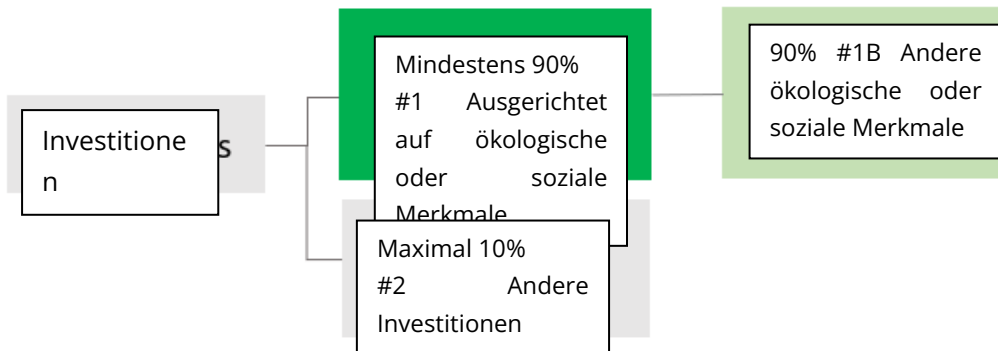 Investitione
n
s
Mindestens 90%
#1 Ausgerichtet
auf ökologische
oder soziale
Merkmale
Maximal 10%
#2 Andere
Investitionen
90% #1B Andere
ökologische oder
soziale Merkmale